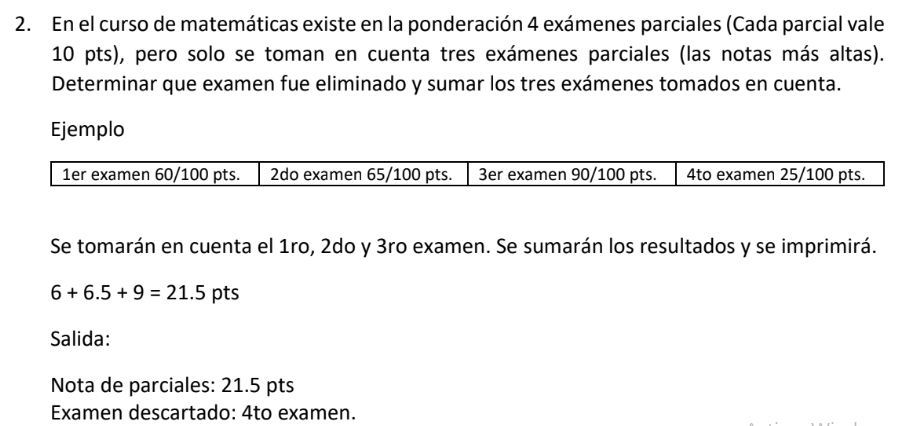 2. En el curso de matemáticas existe en la ponderación 4 exámenes parciales (Cada parcial vale
10 pts), pero solo se toman en cuenta tres exámenes parciales (las notas más altas).
Determinar que examen fue eliminado y sumar los tres exámenes tomados en cuenta.
Ejemplo
1er examen 60/100 pts. 2do examen 65/100 pts. 3er examen 90/100 pts. 4to examen 25/100 pts.
Se tomarán en cuenta el 1ro, 2do y 3ro examen. Se sumarán los resultados y se imprimirá.
6 + 6.5 + 9 = 21.5 pts
Salida:
Nota de parciales: 21.5 pts
Examen descartado: 4to examen.